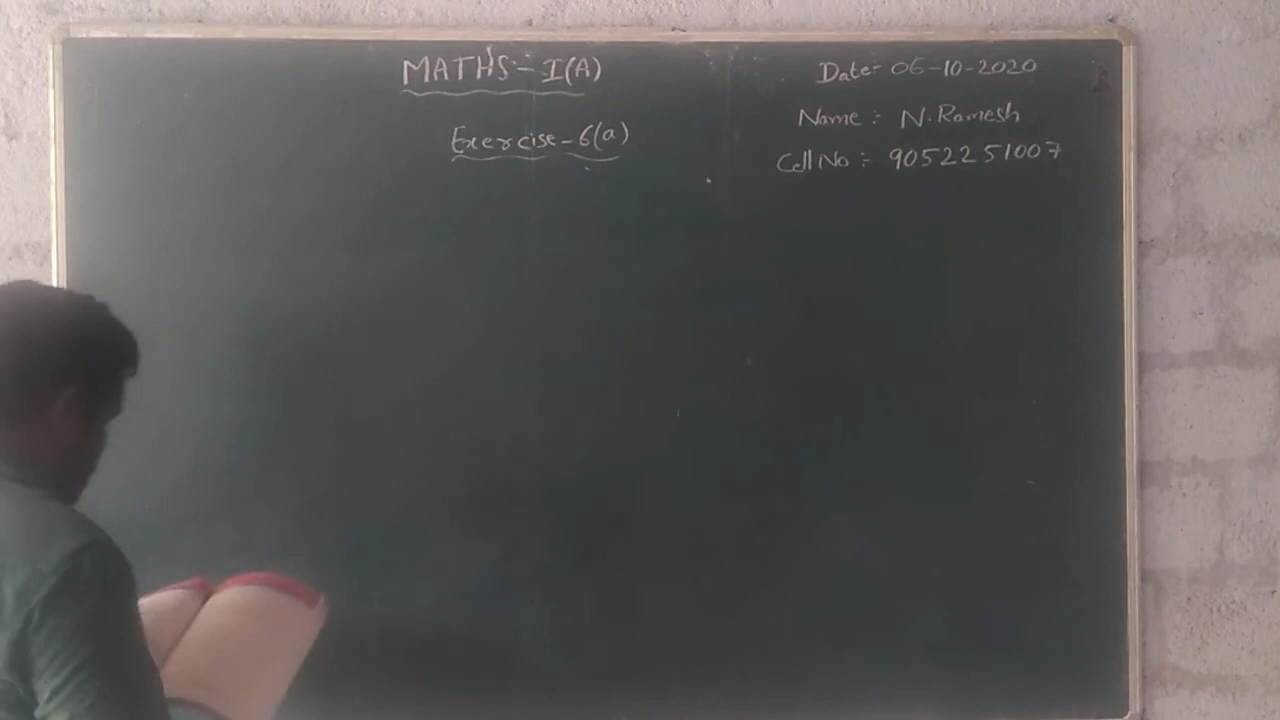 MATHS - I(A)
Exercise - 6(a)
Date:- 06-10-2020
Name :- N. Ramesh
Cell No :- 9052251007